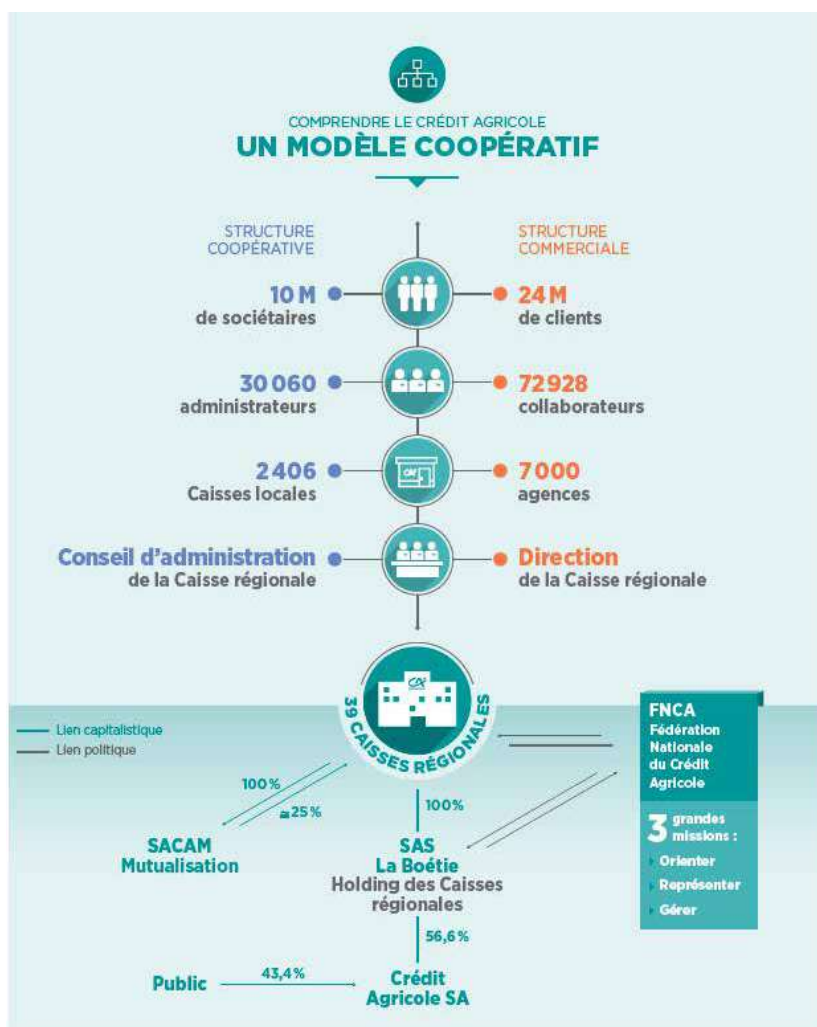 COMPRENDRE LE CRÉDIT AGRICOLE
UN MODÈLE COOPÉRATIF
STRUCTURE
COOPÉRATIVE
STRUCTURE
COMMERCIALE
10 M
de sociétaires
24 M
de clients
30 060
administrateurs
72 928
collaborateurs
2 406
Caisses locales
7 000
agences
Conseil d'administration
de la Caisse régionale
Direction
de la Caisse régionale
CA
39 CAISSES RÉGIONALES
Lien capitalistique
Lien politique
FNCA
Fédération
Nationale
du Crédit
Agricole
3 grandes
missions :
Orienter
Représenter
Gérer
100 %
≅ 25 %
100 %
SACAM
Mutualisation
SAS
La Boétie
Holding des Caisses
régionales
56,6 %
Public
43,4 %
Crédit
Agricole SA